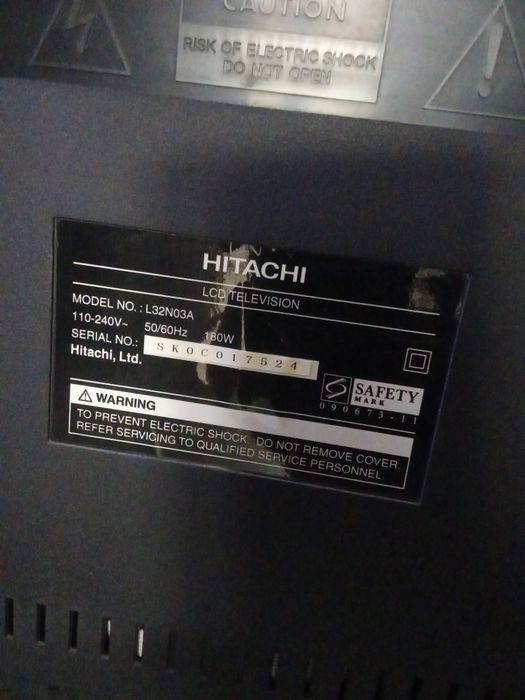 CAUTION
RISK OF ELECTRIC SHOCK
DO NOT OPEN
HITACHI
LCD TELEVISION
MODEL NO. : L32N03A
110-240V~ 50/60Hz 180W
SERIAL NO.: SK0C017524
Hitachi, Ltd.
SAFETY
MARK
090673-11
WARNING
TO PREVENT ELECTRIC SHOCK, DO NOT REMOVE COVER.
REFER SERVICING TO QUALIFIED SERVICE PERSONNEL.